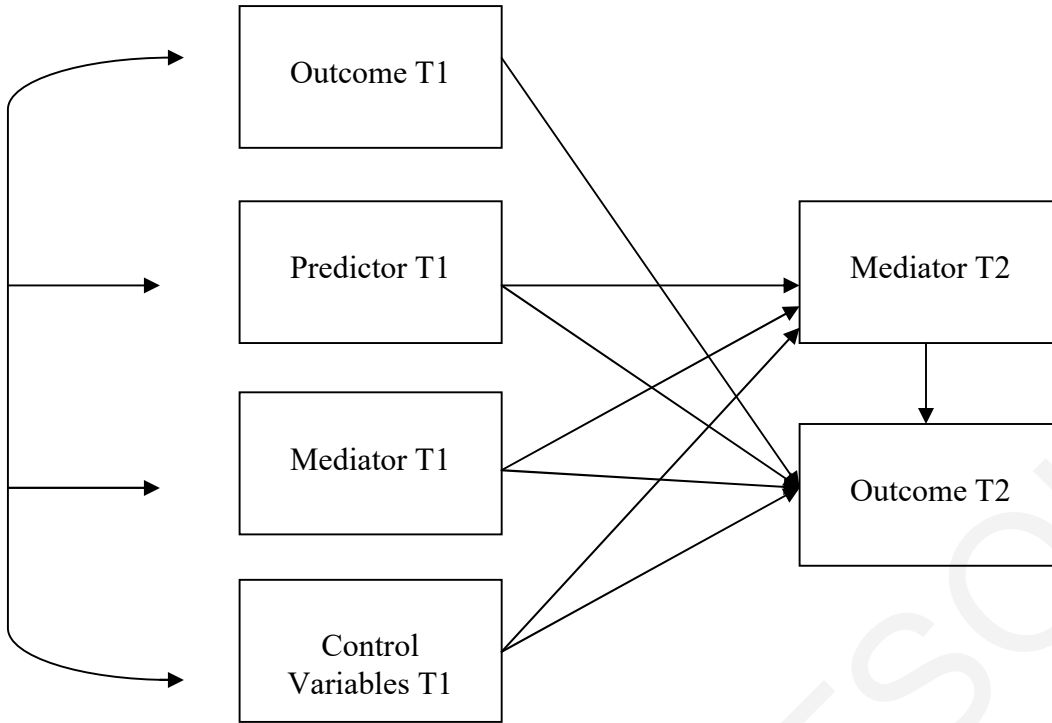 Outcome T1
Predictor T1
Mediator T2
Mediator T1
Outcome T2
Control
Variables T1